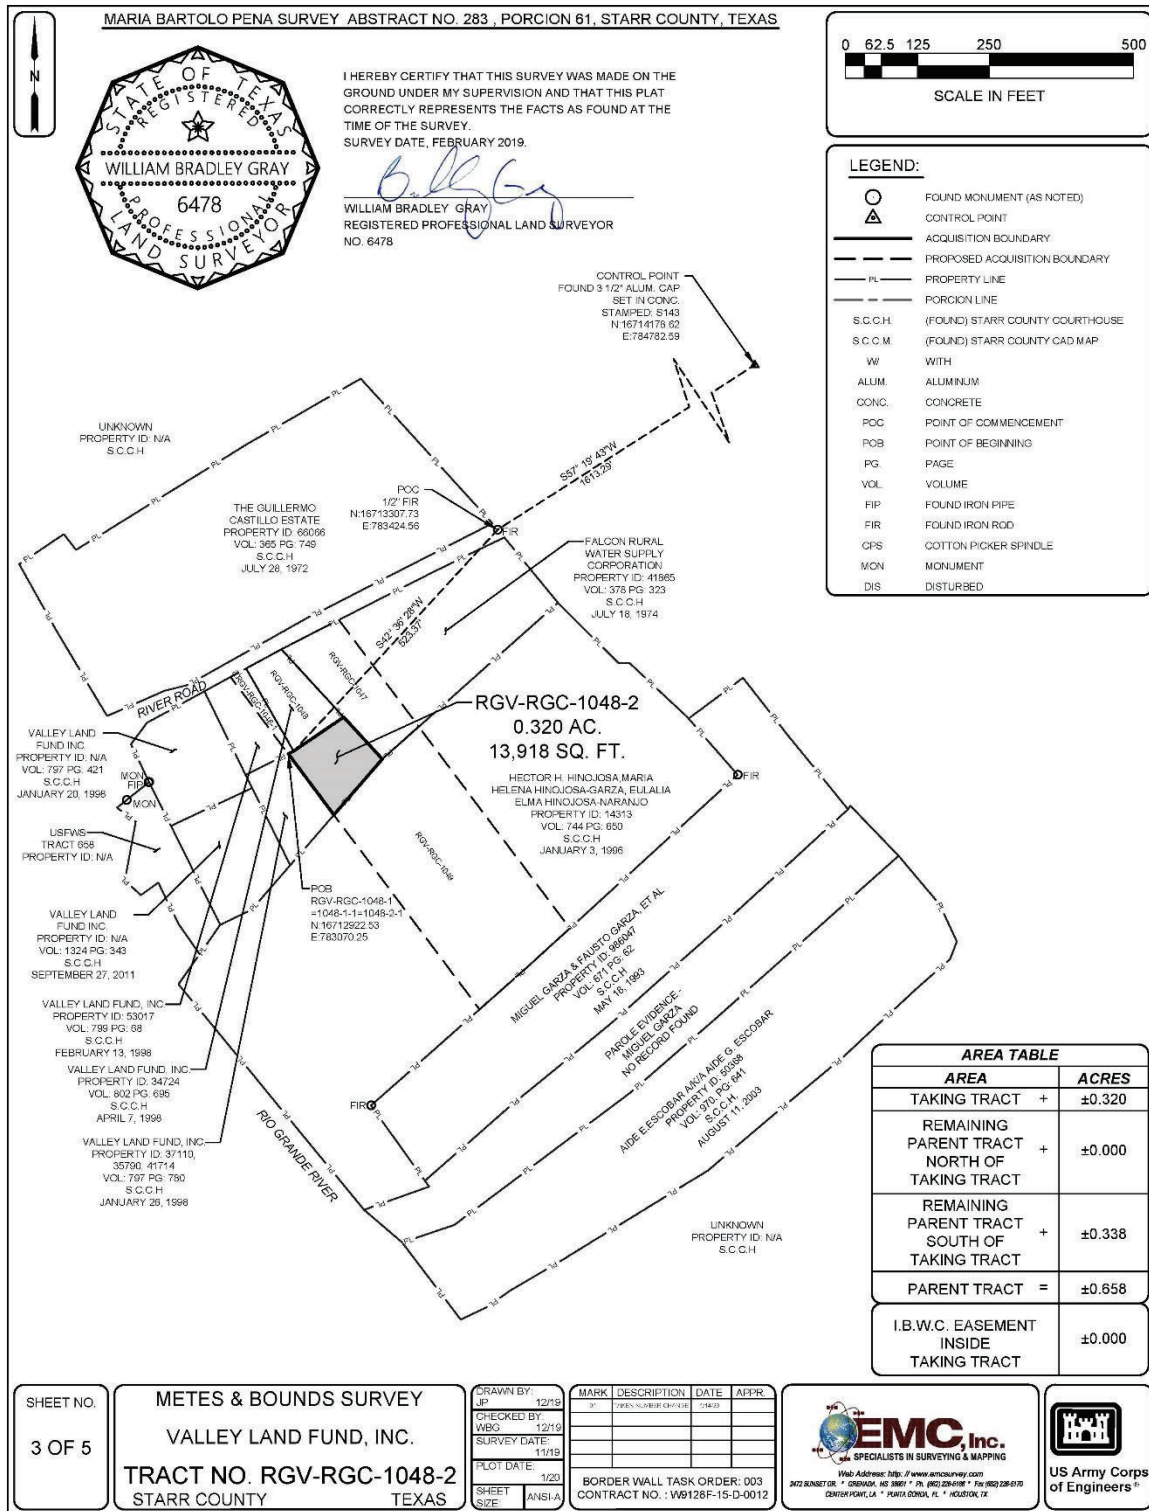 MARIA BARTOLO PENA SURVEY ABSTRACT NO. 283 , PORCION 61, STARR COUNTY, TEXAS
N
STATE OF TEXAS
REGISTERED
WILLIAM BRADLEY GRAY
6478
PROFESSIONAL
LAND SURVEYOR
I HEREBY CERTIFY THAT THIS SURVEY WAS MADE ON THE
GROUND UNDER MY SUPERVISION AND THAT THIS PLAT
CORRECTLY REPRESENTS THE FACTS AS FOUND AT THE
TIME OF THE SURVEY.
SURVEY DATE, FEBRUARY 2019.
WILLIAM BRADLEY GRAY
REGISTERED PROFESSIONAL LAND SURVEYOR
NO. 6478
0 62.5 125 250 500
SCALE IN FEET
LEGEND:
FOUND MONUMENT (AS NOTED)
CONTROL POINT
ACQUISITION BOUNDARY
PROPOSED ACQUISITION BOUNDARY
PL PROPERTY LINE
PORCION LINE
S.C.C.H. (FOUND) STARR COUNTY COURTHOUSE
S.C.C.M. (FOUND) STARR COUNTY CAD MAP
W/ WITH
ALUM. ALUMINUM
CONC. CONCRETE
POC POINT OF COMMENCEMENT
POB POINT OF BEGINNING
PG. PAGE
VOL. VOLUME
FIP FOUND IRON PIPE
FIR FOUND IRON ROD
CPS COTTON PICKER SPINDLE
MON MONUMENT
DIS DISTURBED
CONTROL POINT
FOUND 3 1/2" ALUM. CAP
SET IN CONC.
STAMPED: S143
N:16714178.62
E:784782.59
S57° 19' 43"W
1613.29'
UNKNOWN
PROPERTY ID: N/A
S.C.C.H
THE GUILLERMO
CASTILLO ESTATE
PROPERTY ID: 66066
VOL: 365 PG: 749
S.C.C.H
JULY 28, 1972
POC
1/2" FIR
N:16713307.73
E:783424.56
FIR
FALCON RURAL
WATER SUPPLY
CORPORATION
PROPERTY ID: 41865
VOL: 378 PG: 323
S.C.C.H
JULY 18, 1974
S42° 36' 28"W
523.37'
RIVER ROAD
RGV-RGC-1048-1
RGV-RGC-1048
RGV-RGC-1047
RGV-RGC-1048-2
0.320 AC.
13,918 SQ. FT.
HECTOR H. HINOJOSA,MARIA
HELENA HINOJOSA-GARZA, EULALIA
ELMA HINOJOSA-NARANJO
PROPERTY ID: 14313
VOL: 744 PG: 650
S.C.C.H
JANUARY 3, 1996
FIR
VALLEY LAND
FUND INC.
PROPERTY ID: N/A
VOL: 797 PG: 421
S.C.C.H
JANUARY 20, 1998
MON
FIP
MON
USFWS
TRACT 658
PROPERTY ID: N/A
VALLEY LAND
FUND INC.
PROPERTY ID: N/A
VOL: 1324 PG: 343
S.C.C.H
SEPTEMBER 27, 2011
POB
RGV-RGC-1048-1
=1048-1-1=1048-2-1
N:16712922.53
E:783070.25
VALLEY LAND FUND, INC.
PROPERTY ID: 53017
VOL: 799 PG: 68
S.C.C.H
FEBRUARY 13, 1998
VALLEY LAND FUND, INC.
PROPERTY ID: 34724
VOL: 802 PG: 695
S.C.C.H
APRIL 7, 1998
VALLEY LAND FUND, INC.
PROPERTY ID: 37110,
35790, 41714
VOL: 797 PG: 780
S.C.C.H
JANUARY 26, 1998
RIO GRANDE RIVER
FIR
MIGUEL GARZA & FAUSTO GARZA, ET AL
PROPERTY ID: 986047
VOL: 671 PG: 62
S.C.C.H
MAY 18, 1993
PAROLE EVIDENCE -
MIGUEL GARZA
NO RECORD FOUND
AIDE E.ESCOBAR A/K/A AIDE G. ESCOBAR
PROPERTY ID: 50368
VOL: 970, PG: 641
S.C.C.H.
AUGUST 11, 2003
UNKNOWN
PROPERTY ID: N/A
S.C.C.H
AREA TABLE
AREA ACRES
TAKING TRACT + ±0.320
REMAINING
PARENT TRACT
NORTH OF
TAKING TRACT + ±0.000
REMAINING
PARENT TRACT
SOUTH OF
TAKING TRACT + ±0.338
PARENT TRACT = ±0.658
I.B.W.C. EASEMENT
INSIDE
TAKING TRACT ±0.000
SHEET NO.
3 OF 5
METES & BOUNDS SURVEY
VALLEY LAND FUND, INC.
TRACT NO. RGV-RGC-1048-2
STARR COUNTY TEXAS
DRAWN BY:
JP 12/19
CHECKED BY:
WBG 12/19
SURVEY DATE:
11/19
PLOT DATE:
1/20
SHEET
SIZE: ANSI-A
MARK DESCRIPTION DATE APPR.
BORDER WALL TASK ORDER: 003
CONTRACT NO. : W9128F-15-D-0012
EMC, Inc.
SPECIALISTS IN SURVEYING & MAPPING
Web Address: http: // www.emcsurvey.com
CENTER POINT, LA * PUNTA GORDA, FL * HOUSTON, TX
US Army Corps
of Engineers ®